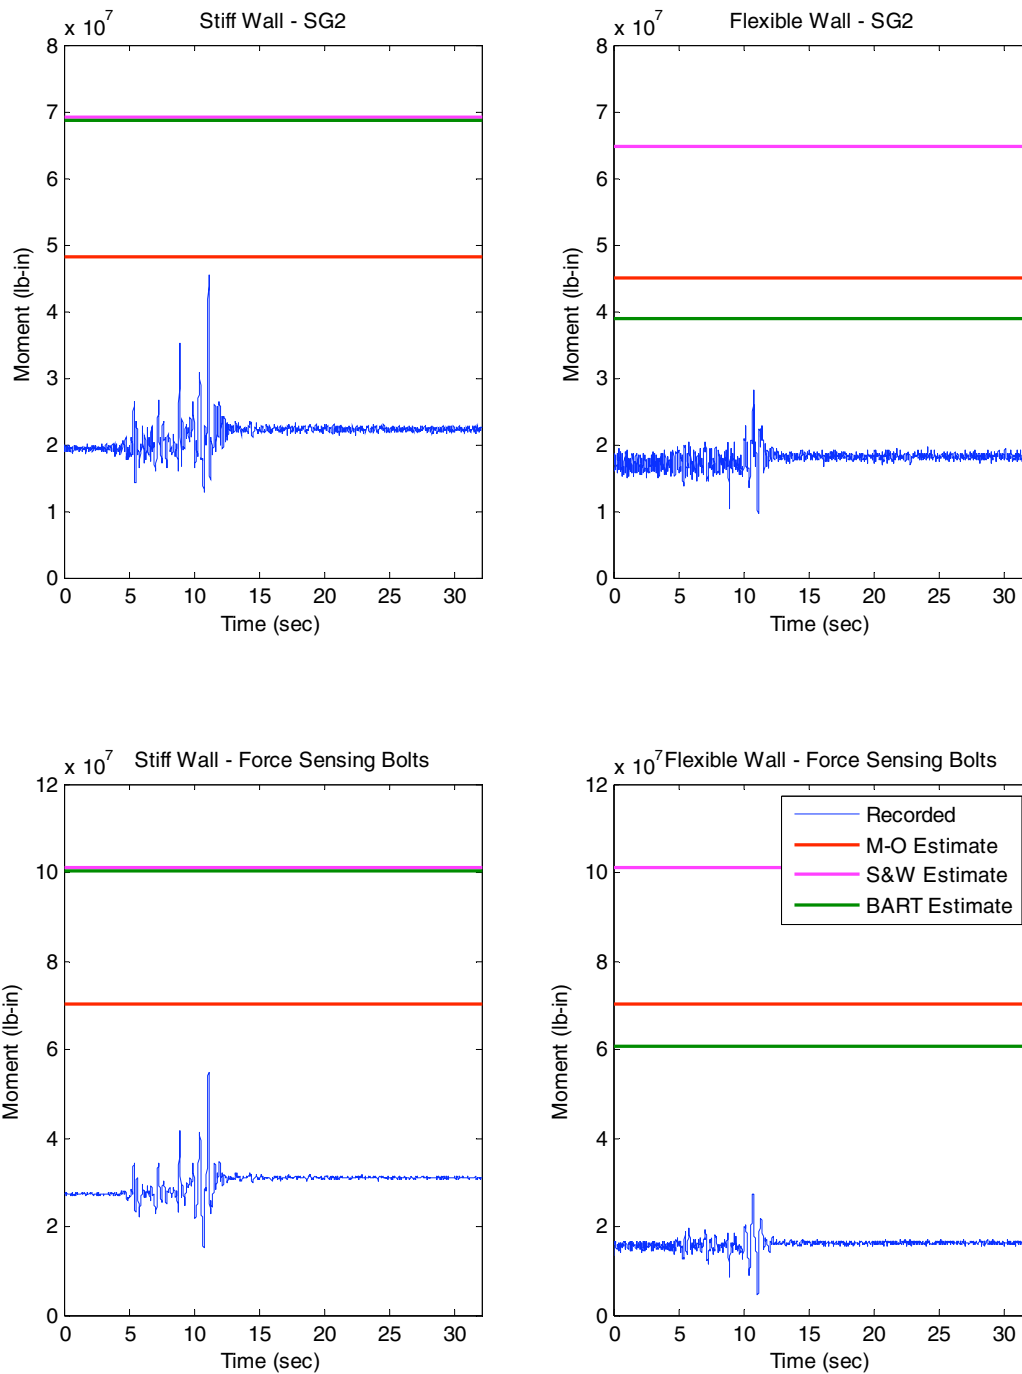 Stiff Wall - SG2
x 10^7
8
7
6
5
4
3
2
1
0
Moment (lb-in)
0 5 10 15 20 25 30
Time (sec)
Flexible Wall - SG2
x 10^7
8
7
6
5
4
3
2
1
0
Moment (lb-in)
0 5 10 15 20 25 30
Time (sec)
Stiff Wall - Force Sensing Bolts
x 10^7
12
10
8
6
4
2
0
Moment (lb-in)
0 5 10 15 20 25 30
Time (sec)
x 10^7 Flexible Wall - Force Sensing Bolts
12
10
8
6
4
2
0
Moment (lb-in)
Recorded
M-O Estimate
S&W Estimate
BART Estimate
0 5 10 15 20 25 30
Time (sec)